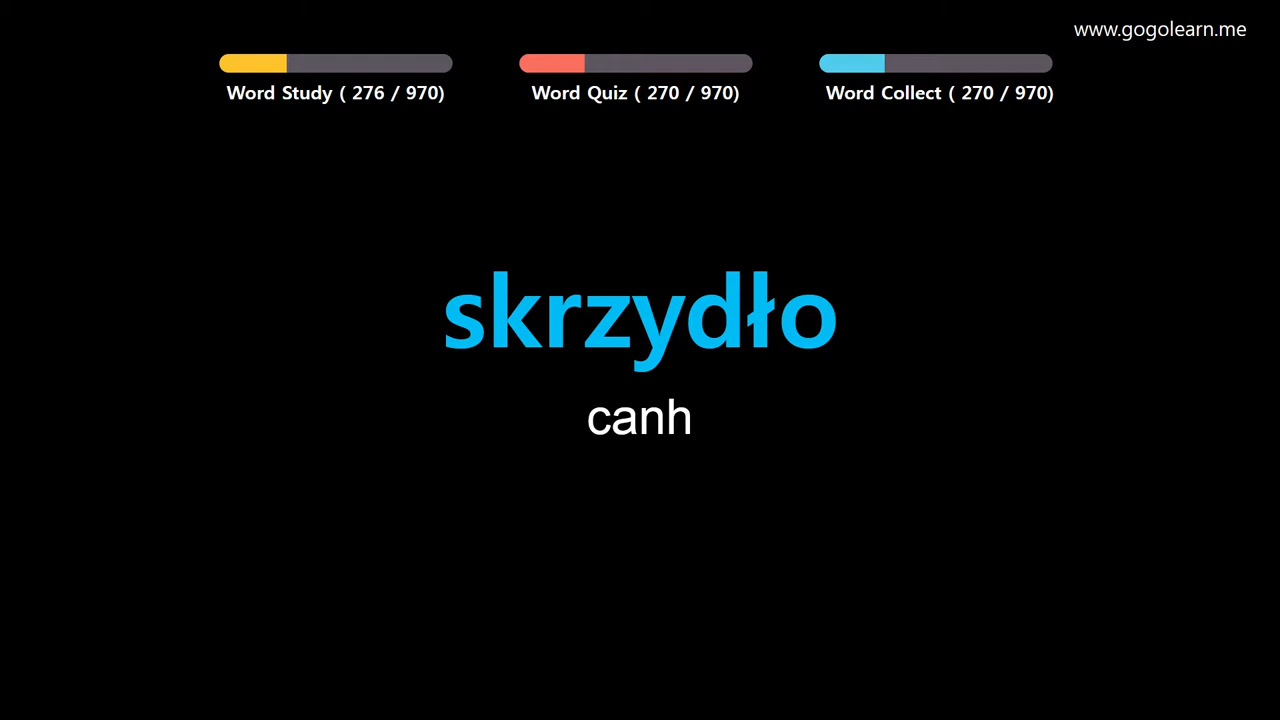 www.gogolearn.me
Word Study ( 276 / 970)
Word Quiz ( 270 / 970)
Word Collect ( 270 / 970)
skrzydło
canh